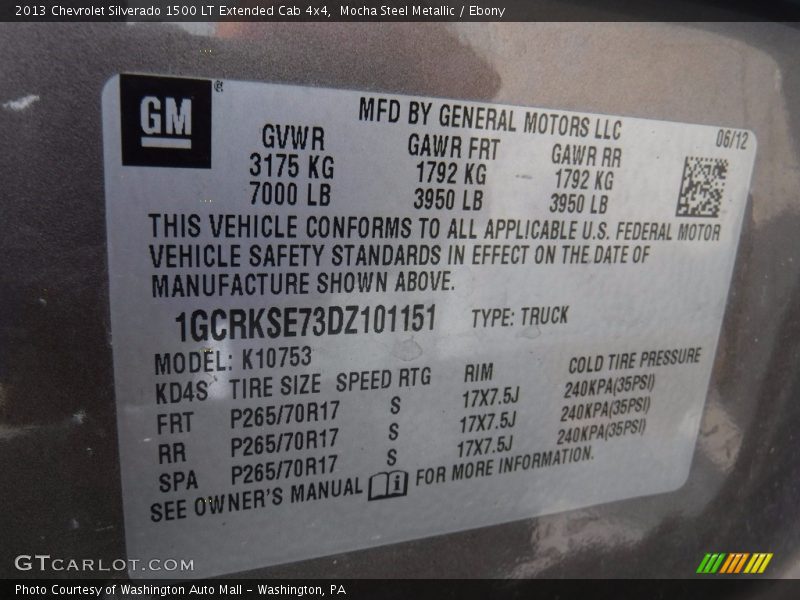 2013 Chevrolet Silverado 1500 LT Extended Cab 4x4, Mocha Steel Metallic / Ebony
GM®
MFD BY GENERAL MOTORS LLC
06/12
GVWR GAWR FRT GAWR RR
3175 KG 1792 KG 1792 KG
7000 LB 3950 LB 3950 LB
THIS VEHICLE CONFORMS TO ALL APPLICABLE U.S. FEDERAL MOTOR
VEHICLE SAFETY STANDARDS IN EFFECT ON THE DATE OF
MANUFACTURE SHOWN ABOVE.
1GCRKSE73DZ101151 TYPE: TRUCK
MODEL: K10753
KD4S TIRE SIZE SPEED RTG RIM COLD TIRE PRESSURE
FRT P265/70R17 S 17X7.5J 240KPA(35PSI)
RR P265/70R17 S 17X7.5J 240KPA(35PSI)
SPA P265/70R17 S 17X7.5J 240KPA(35PSI)
SEE OWNER'S MANUAL i FOR MORE INFORMATION.
GTCARLOT.COM
Photo Courtesy of Washington Auto Mall - Washington, PA